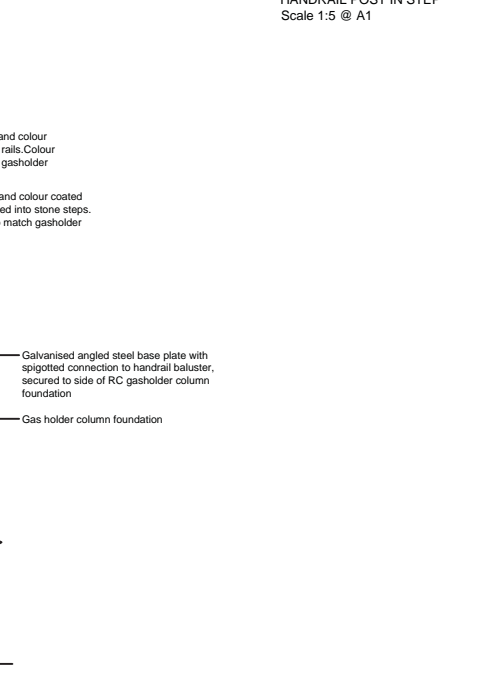 HANDRAIL POST IN STEP
Scale 1:5 @ A1
and colour
rails.Colour
gasholder
and colour coated
ed into stone steps.
match gasholder
Galvanised angled steel base plate with
spigotted connection to handrail baluster,
secured to side of RC gasholder column
foundation
Gas holder column foundation